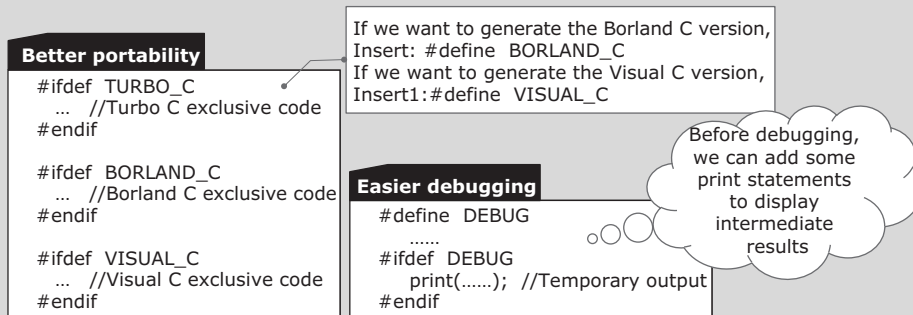 Better portability
#ifdef TURBO_C
... //Turbo C exclusive code
#endif
#ifdef BORLAND_C
... //Borland C exclusive code
#endif
#ifdef VISUAL_C
... //Visual C exclusive code
#endif
If we want to generate the Borland C version,
Insert: #define BORLAND_C
If we want to generate the Visual C version,
Insert1:#define VISUAL_C
Easier debugging
#define DEBUG
......
#ifdef DEBUG
print(......); //Temporary output
#endif
Before debugging,
we can add some
print statements
to display
intermediate
results